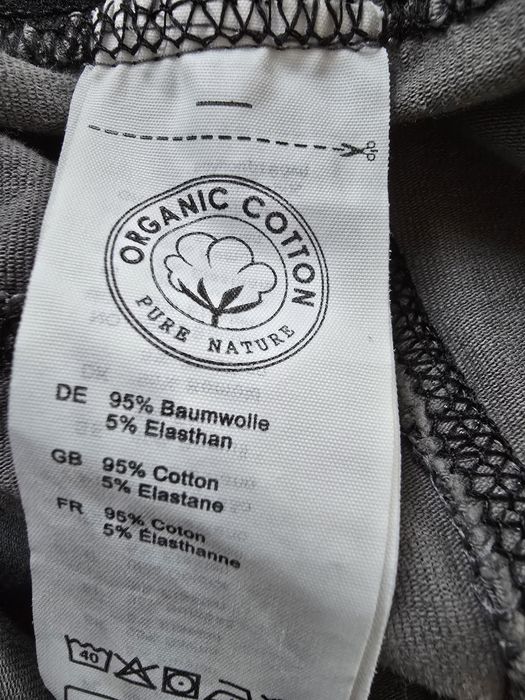 ORGANIC COTTON
PURE NATURE
DE 95% Baumwolle
5% Elasthan
GB 95% Cotton
5% Elastane
FR 95% Coton
5% Élasthanne
40